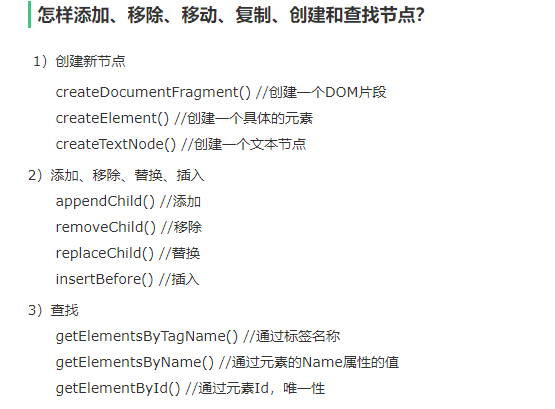 怎样添加、移除、移动、复制、创建和查找节点？
1）创建新节点
createDocumentFragment() //创建一个DOM片段
createElement() //创建一个具体的元素
createTextNode() //创建一个文本节点
2）添加、移除、替换、插入
appendChild() //添加
removeChild() //移除
replaceChild() //替换
insertBefore() //插入
3）查找
getElementsByTagName() //通过标签名称
getElementsByName() //通过元素的Name属性的值
getElementById() //通过元素Id，唯一性